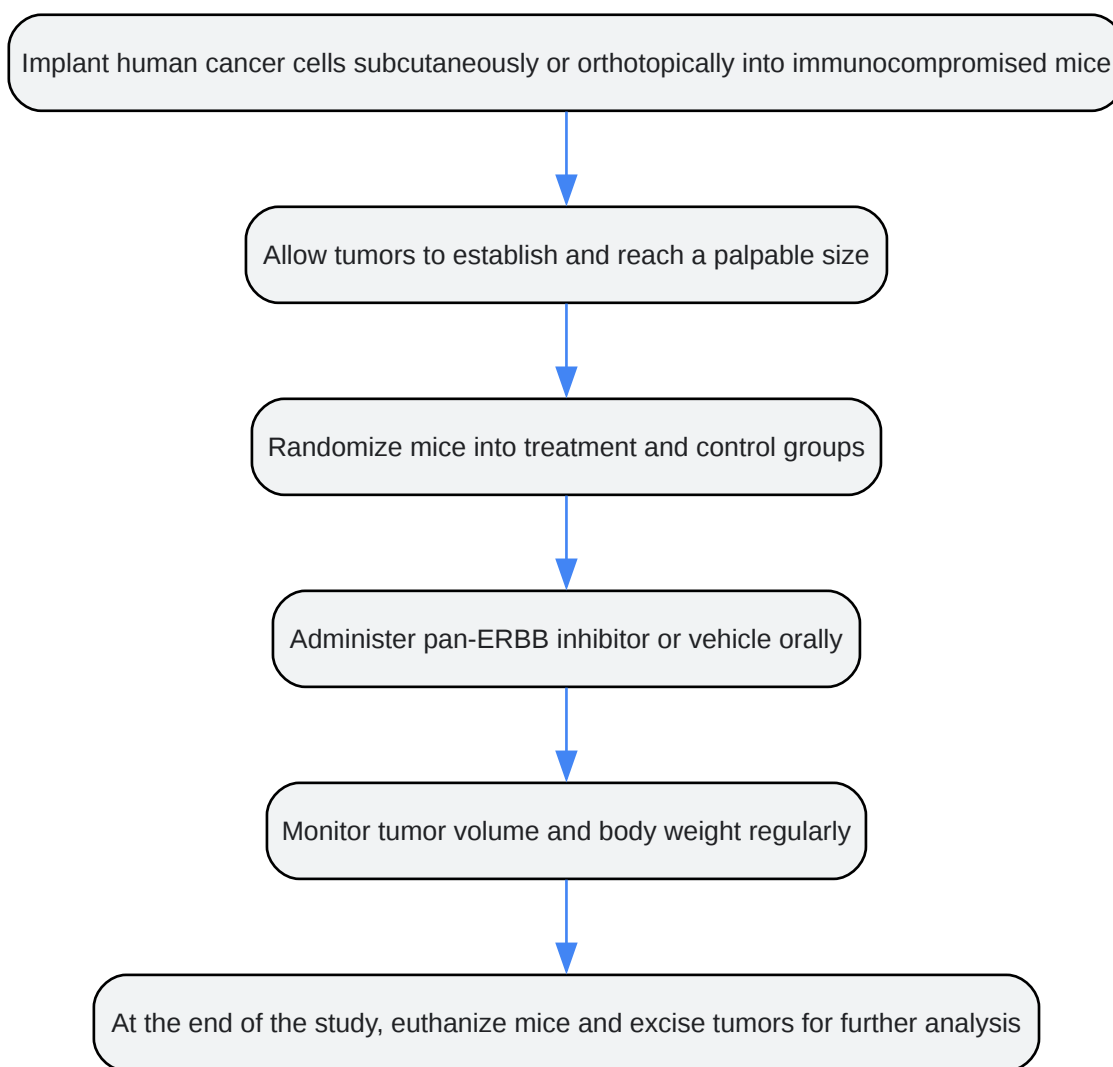 Implant human cancer cells subcutaneously or orthotopically into immunocompromised mice
Allow tumors to establish and reach a palpable size
Randomize mice into treatment and control groups
Administer pan-ERBB inhibitor or vehicle orally
Monitor tumor volume and body weight regularly
At the end of the study, euthanize mice and excise tumors for further analysis